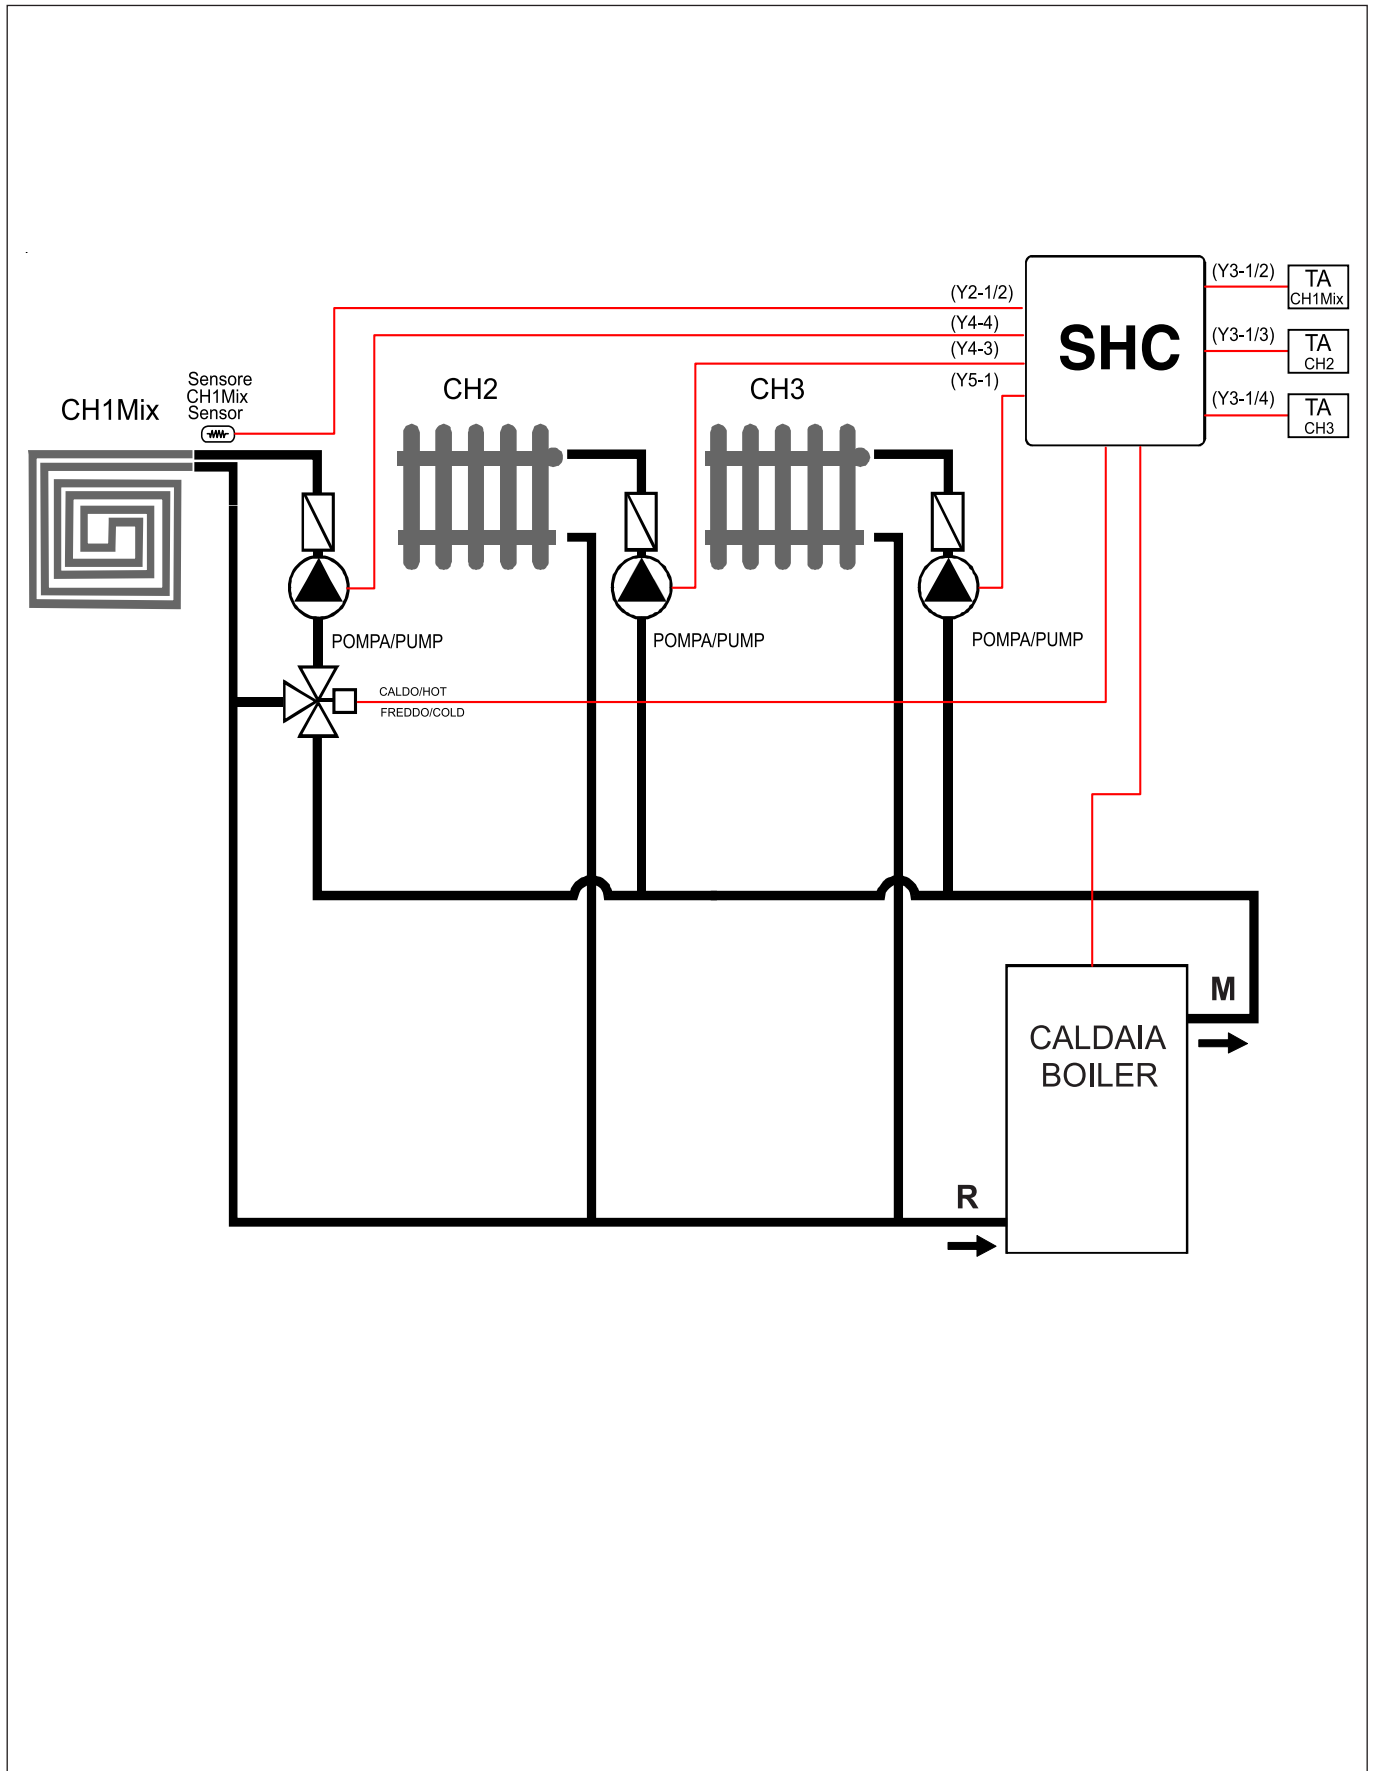 (Y2-1/2)
(Y4-4)
(Y4-3)
(Y5-1)
SHC
(Y3-1/2)
TA
CH1Mix
(Y3-1/3)
TA
CH2
(Y3-1/4)
TA
CH3
CH1Mix
Sensore
CH1Mix
Sensor
CH2
CH3
POMPA/PUMP
POMPA/PUMP
POMPA/PUMP
CALDO/HOT
FREDDO/COLD
M
CALDAIA
BOILER
R